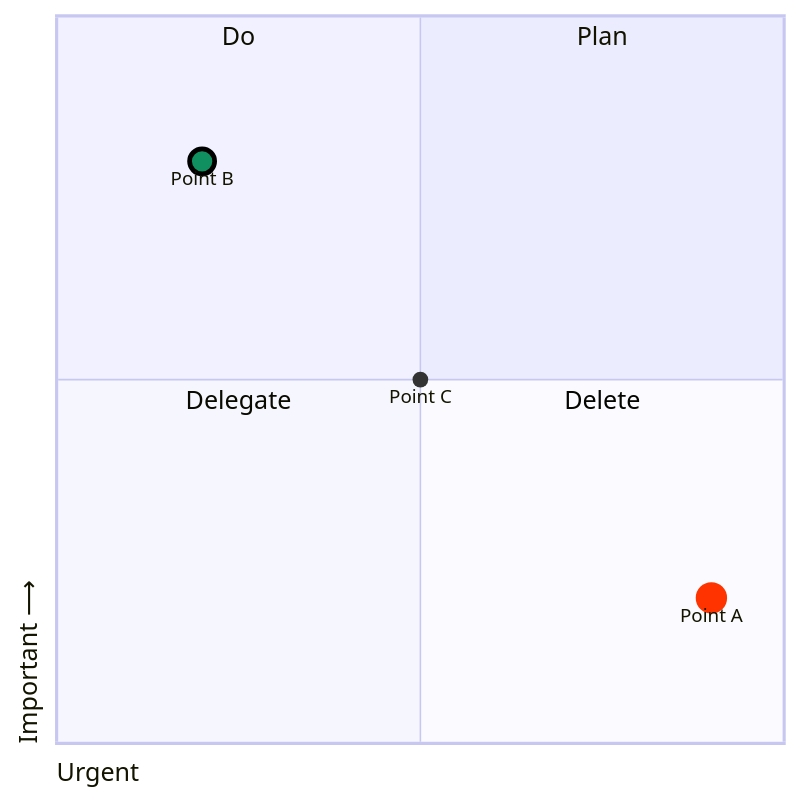 Do
Plan
Point B
Point C
Delegate
Delete
Point A
Important ⟶
Urgent